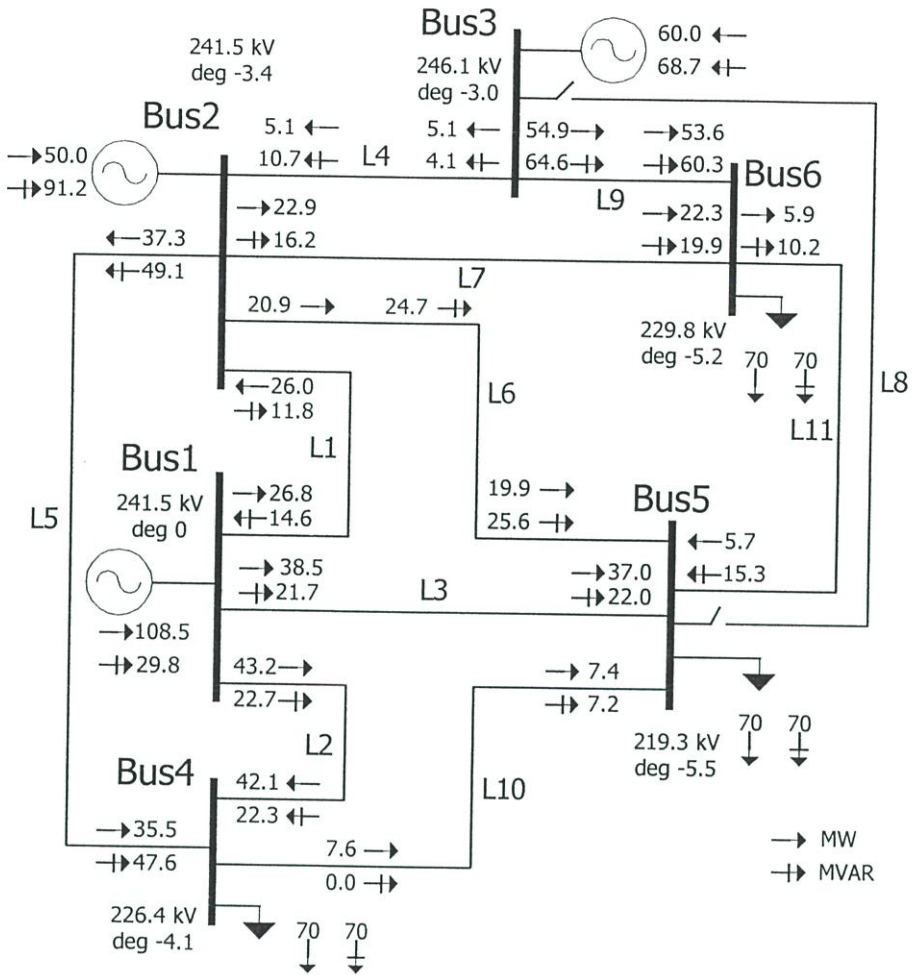 Bus3
60.0
68.7
241.5 kV
deg -3.4
246.1 kV
deg -3.0
Bus2
5.1
10.7
L4
5.1
4.1
54.9
64.6
53.6
60.3
L9
Bus6
50.0
91.2
22.9
16.2
22.3
19.9
5.9
10.2
37.3
49.1
L7
20.9
24.7
229.8 kV
deg -5.2
70 70
26.0
11.8
L6
L8
L11
L1
Bus1
241.5 kV
deg 0
26.8
14.6
L5
19.9
25.6
Bus5
5.7
15.3
38.5
21.7
L3
37.0
22.0
108.5
29.8
43.2
22.7
7.4
7.2
L2
219.3 kV
deg -5.5
70 70
Bus4
42.1
22.3
L10
35.5
47.6
7.6
0.0
MW
MVAR
226.4 kV
deg -4.1
70 70